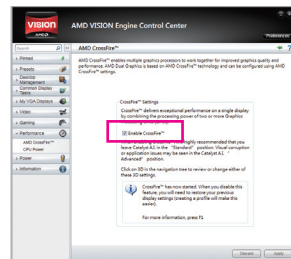 VISION
AMD
AMD VISION Engine Control Center
Preferences
Search
AMD CrossFire™
Pinned
Presets
Desktop Management
Common Display Tasks
My VGA Displays
Video
Gaming
Performance
AMD CrossFire™
CPU Power
Power
Information
AMD CrossFire™ enables multiple graphics processors to work together for improved graphics quality and
performance. AMD Dual Graphics is based on AMD CrossFire™ technology and can be configured using AMD
CrossFire™ settings.
CrossFire™ Settings
CrossFire™ delivers exceptional performance on a single display
by combining the processing power of two or more Graphics
Enable CrossFire™
highly recommended that you
leave Catalyst A.I. in the "Standard" position. Visual corruption
or application issues may be seen in the Catalyst A.I. "
Advanced" position.
Click on 3D in the navigation tree to review or change either of
these 3D settings.
CrossFire™ has now started. When you disable this
feature, you will need to restore your previous
display settings (creating a profile will make this
easier).
For more information, press F1
Discard
Apply